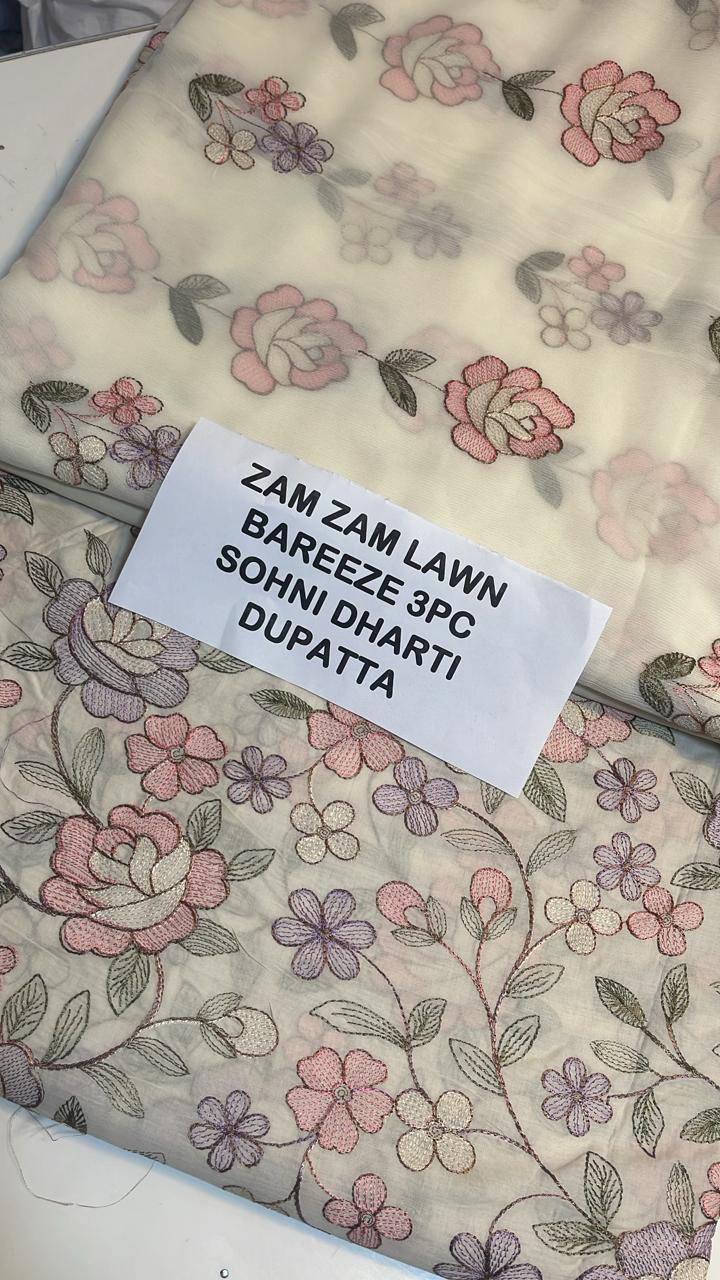 ZAM ZAM LAWN
BAREEZE 3PC
SOHNI DHARTI
DUPATTA